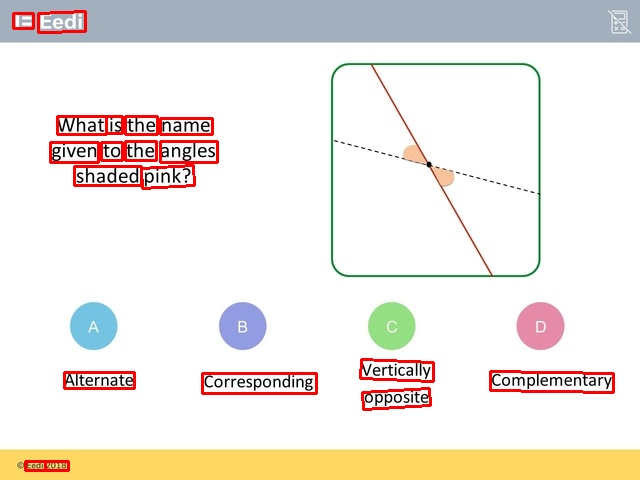 Eedi
What is the name
given to the angles
shaded pink?
A
B
C
D
Alternate
Corresponding
Vertically
opposite
Complementary
© Eedi 2018